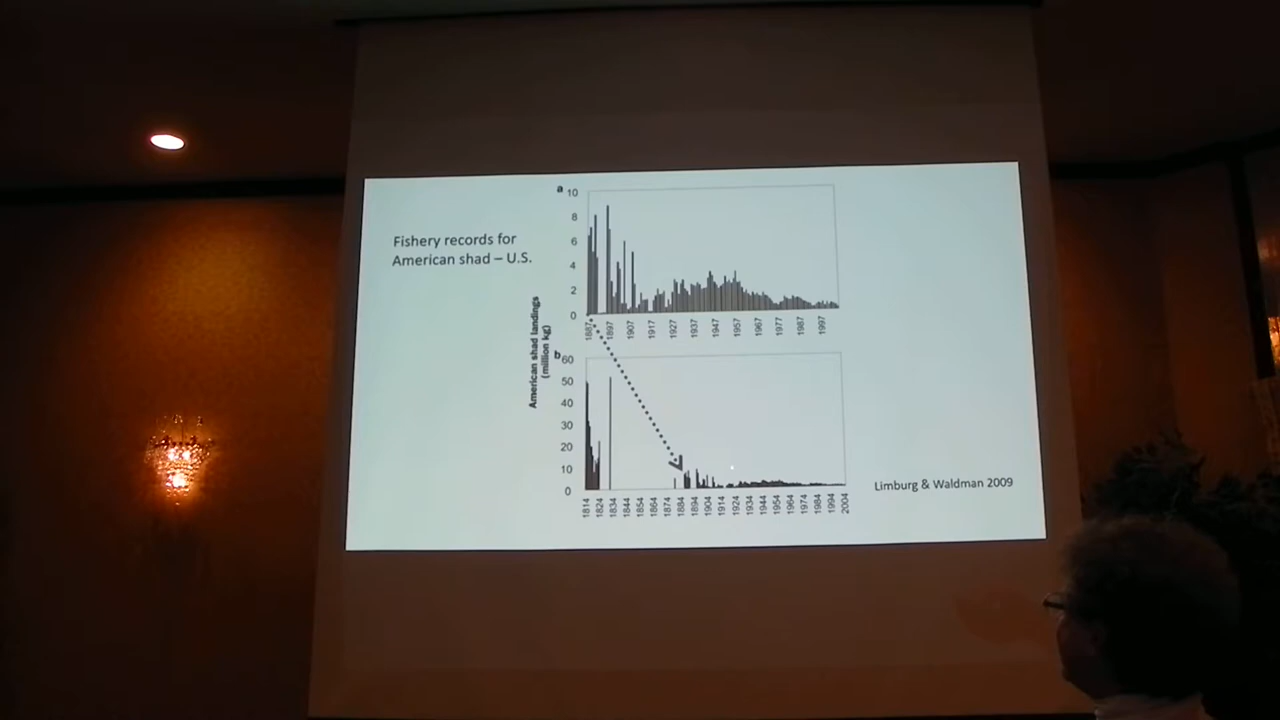 Fishery records for
American shad – U.S.
American shad landings
(million kg)
a
10
8
6
4
2
0
1887 1897 1907 1917 1927 1937 1947 1957 1967 1977 1987 1997
b
60
50
40
30
20
10
0
1814 1824 1834 1844 1854 1864 1874 1884 1894 1904 1914 1924 1934 1944 1954 1964 1974 1984 1994 2004
Limburg & Waldman 2009